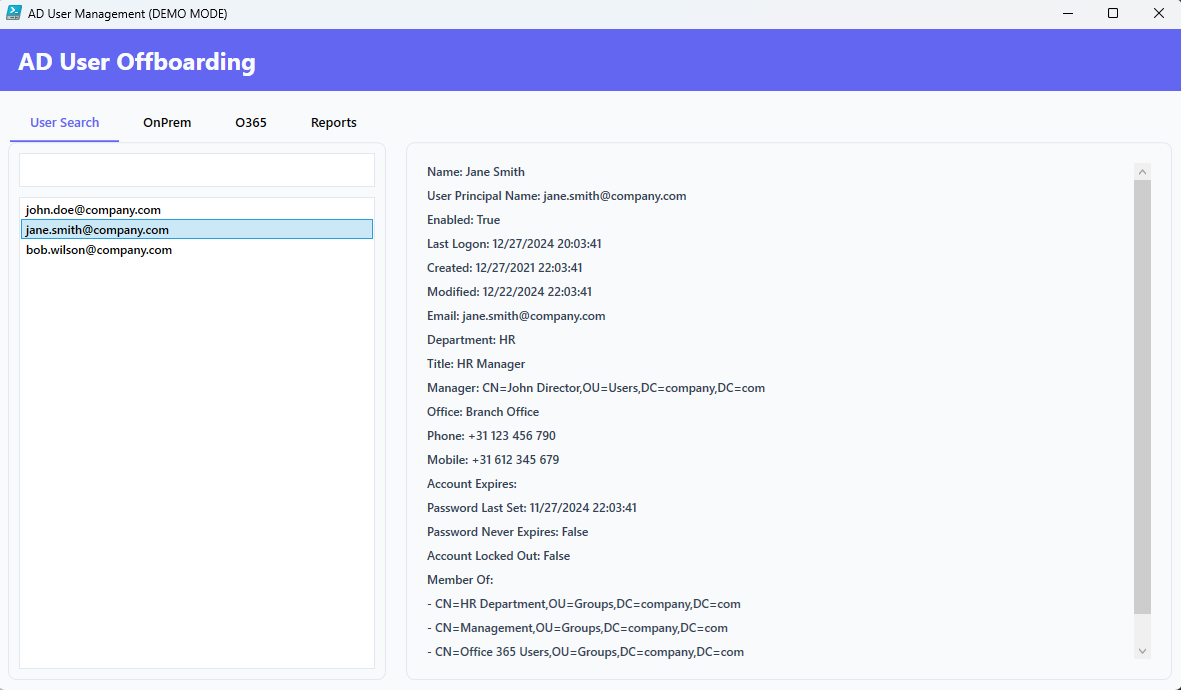 AD User Management (DEMO MODE)
AD User Offboarding
User Search
OnPrem
O365
Reports
john.doe@company.com
jane.smith@company.com
bob.wilson@company.com
Name: Jane Smith
User Principal Name: jane.smith@company.com
Enabled: True
Last Logon: 12/27/2024 20:03:41
Created: 12/27/2021 22:03:41
Modified: 12/22/2024 22:03:41
Email: jane.smith@company.com
Department: HR
Title: HR Manager
Manager: CN=John Director,OU=Users,DC=company,DC=com
Office: Branch Office
Phone: +31 123 456 790
Mobile: +31 612 345 679
Account Expires:
Password Last Set: 11/27/2024 22:03:41
Password Never Expires: False
Account Locked Out: False
Member Of:
- CN=HR Department,OU=Groups,DC=company,DC=com
- CN=Management,OU=Groups,DC=company,DC=com
- CN=Office 365 Users,OU=Groups,DC=company,DC=com